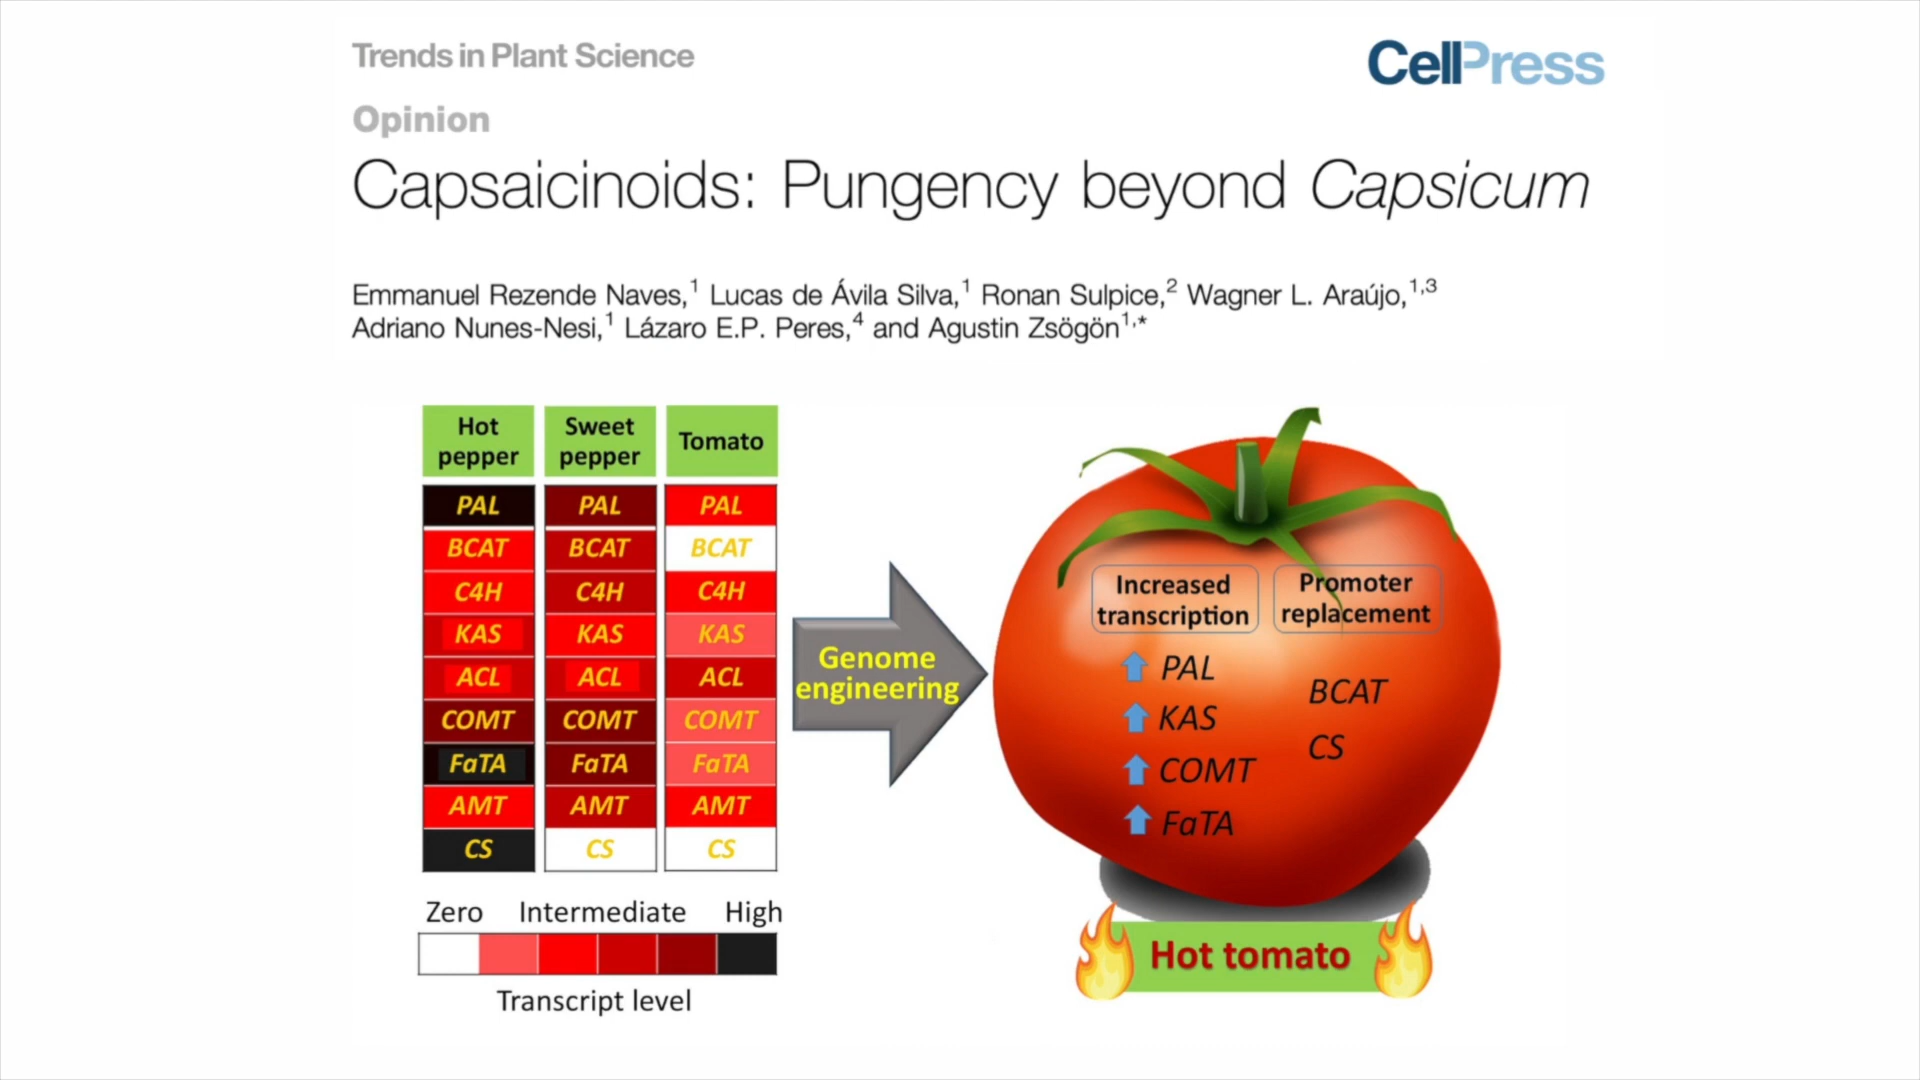 Trends in Plant Science
CellPress
Opinion
Capsaicinoids: Pungency beyond Capsicum
Emmanuel Rezende Naves,¹ Lucas de Ávila Silva,¹ Ronan Sulpice,² Wagner L. Araújo,¹,³
Adriano Nunes-Nesi,¹ Lázaro E.P. Peres,⁴ and Agustin Zsögön¹,*
Hot pepper
Sweet pepper
Tomato
PAL PAL PAL
BCAT BCAT BCAT
C4H C4H C4H
KAS KAS KAS
ACL ACL ACL
COMT COMT COMT
FaTA FaTA FaTA
AMT AMT AMT
CS CS CS
Zero Intermediate High
Transcript level
Genome
engineering
Increased
transcription
PAL
KAS
COMT
FaTA
Promoter
replacement
BCAT
CS
Hot tomato